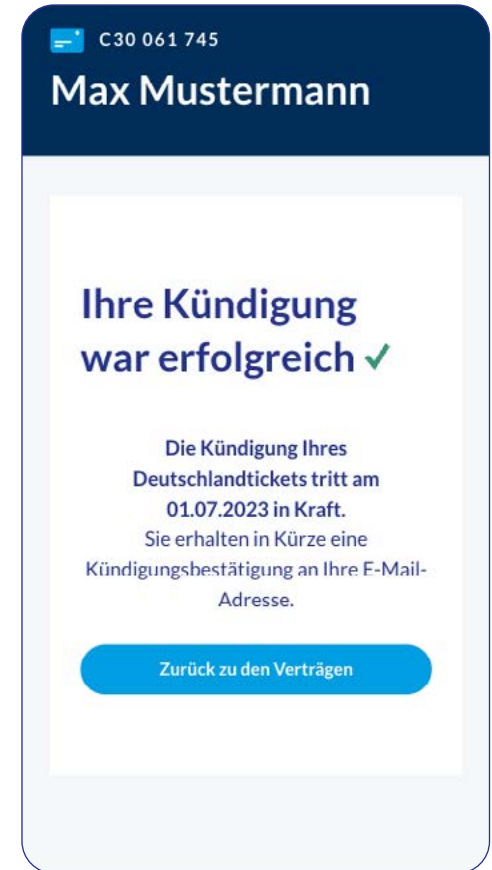 C30 061 745
Max Mustermann
Ihre Kündigung
war erfolgreich ✓
Die Kündigung Ihres
Deutschlandtickets tritt am
01.07.2023 in Kraft.
Sie erhalten in Kürze eine
Kündigungsbestätigung an Ihre E-Mail-
Adresse.
Zurück zu den Verträgen